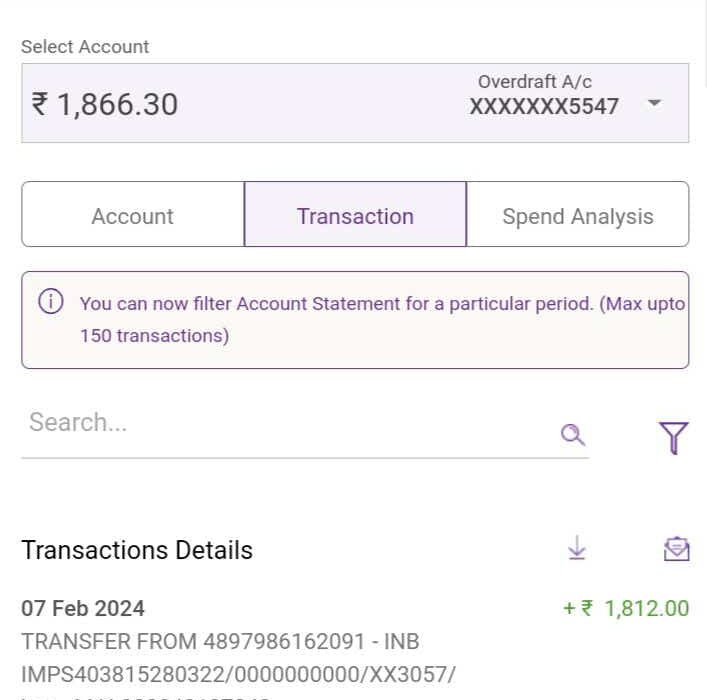 Select Account
Overdraft A/c
₹ 1,866.30 XXXXXXX5547
Account Transaction Spend Analysis
You can now filter Account Statement for a particular period. (Max upto
150 transactions)
Search...
Transactions Details
07 Feb 2024 + ₹ 1,812.00
TRANSFER FROM 4897986162091 - INB
IMPS403815280322/0000000000/XX3057/